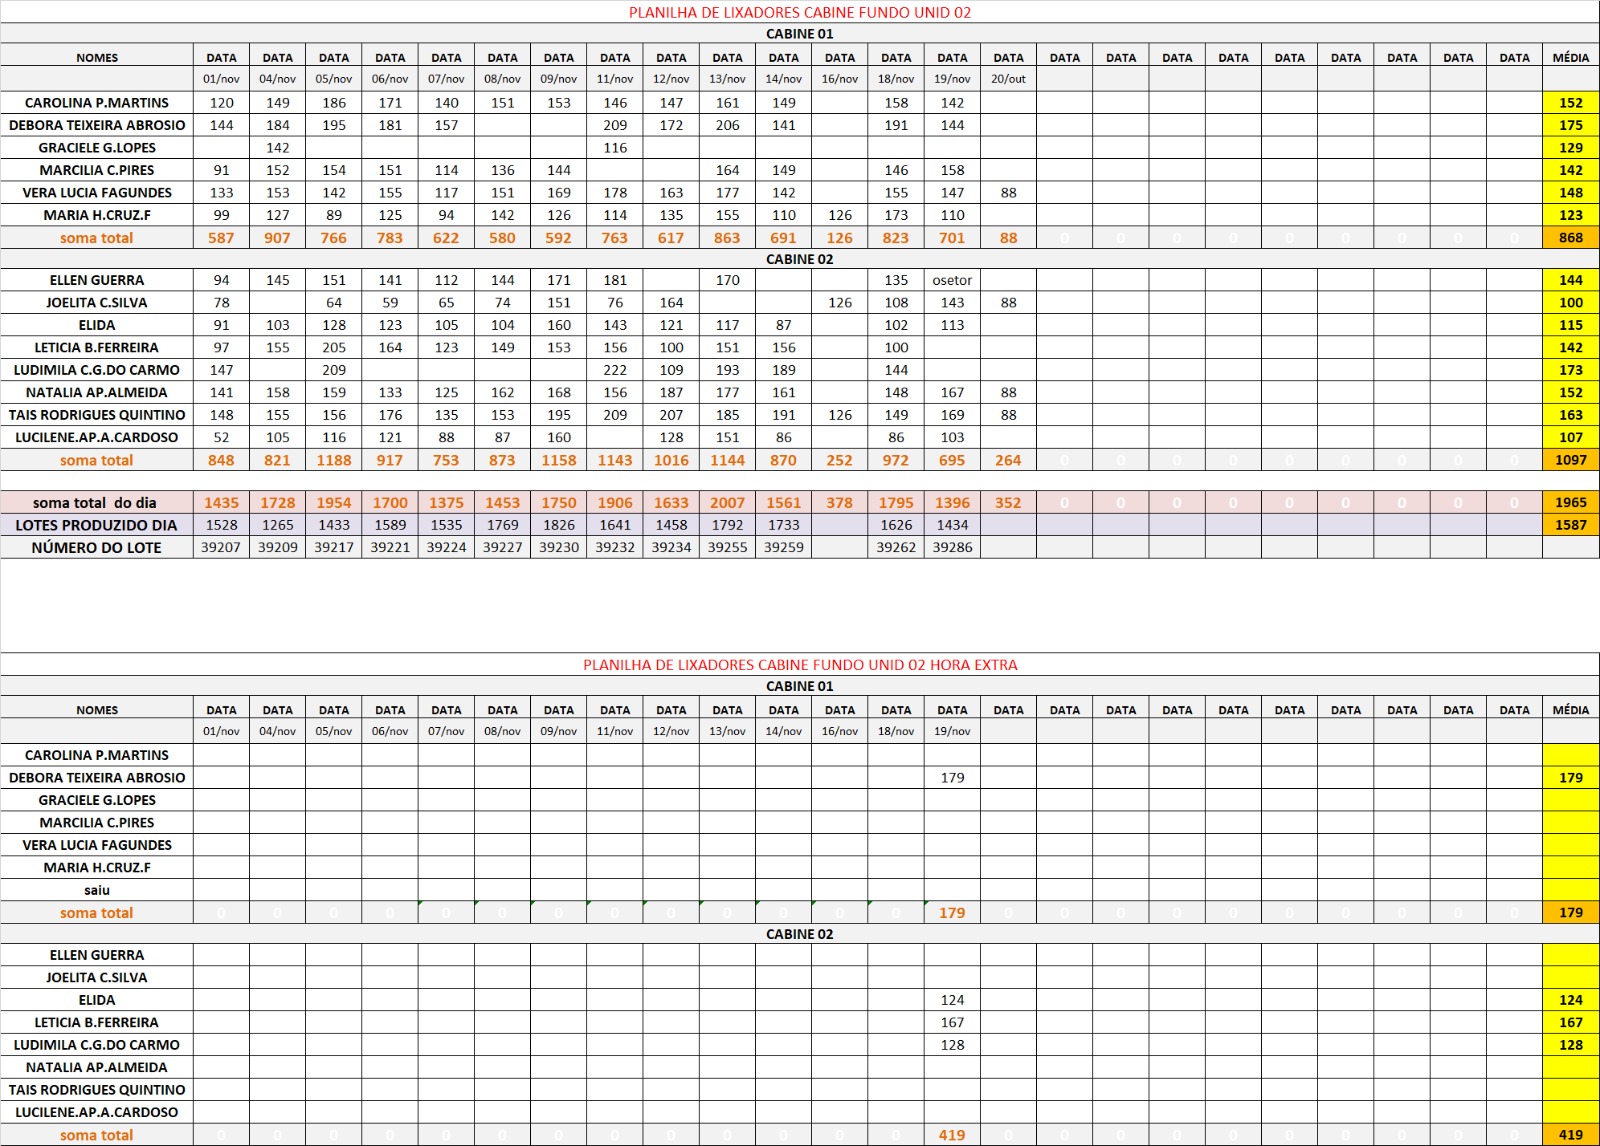 PLANILHA DE LIXADORES CABINE FUNDO UNID 02
CABINE 01
NOMES DATA DATA DATA DATA DATA DATA DATA DATA DATA DATA DATA DATA DATA DATA DATA DATA DATA DATA DATA DATA DATA DATA DATA DATA MÉDIA
01/nov 04/nov 05/nov 06/nov 07/nov 08/nov 09/nov 11/nov 12/nov 13/nov 14/nov 16/nov 18/nov 19/nov 20/out
CAROLINA P.MARTINS 120 149 186 171 140 151 153 146 147 161 149 158 142 152
DEBORA TEIXEIRA ABROSIO 144 184 195 181 157 209 172 206 141 191 144 175
GRACIELE G.LOPES 142 116 129
MARCILIA C.PIRES 91 152 154 151 114 136 144 164 149 146 158 142
VERA LUCIA FAGUNDES 133 153 142 155 117 151 169 178 163 177 142 155 147 88 148
MARIA H.CRUZ.F 99 127 89 125 94 142 126 114 135 155 110 126 173 110 123
soma total 587 907 766 783 622 580 592 763 617 863 691 126 823 701 88 0 0 0 0 0 0 0 0 0 868
CABINE 02
ELLEN GUERRA 94 145 151 141 112 144 171 181 170 135 osetor 144
JOELITA C.SILVA 78 64 59 65 74 151 76 164 126 108 143 88 100
ELIDA 91 103 128 123 105 104 160 143 121 117 87 102 113 115
LETICIA B.FERREIRA 97 155 205 164 123 149 153 156 100 151 156 100 142
LUDIMILA C.G.DO CARMO 147 209 222 109 193 189 144 173
NATALIA AP.ALMEIDA 141 158 159 133 125 162 168 156 187 177 161 148 167 88 152
TAIS RODRIGUES QUINTINO 148 155 156 176 135 153 195 209 207 185 191 126 149 169 88 163
LUCILENE.AP.A.CARDOSO 52 105 116 121 88 87 160 128 151 86 86 103 107
soma total 848 821 1188 917 753 873 1158 1143 1016 1144 870 252 972 695 264 0 0 0 0 0 0 0 0 0 1097
soma total do dia 1435 1728 1954 1700 1375 1453 1750 1906 1633 2007 1561 378 1795 1396 352 0 0 0 0 0 0 0 0 0 1965
LOTES PRODUZIDO DIA 1528 1265 1433 1589 1535 1769 1826 1641 1458 1792 1733 1626 1434 1587
NÚMERO DO LOTE 39207 39209 39217 39221 39224 39227 39230 39232 39234 39255 39259 39262 39286
PLANILHA DE LIXADORES CABINE FUNDO UNID 02 HORA EXTRA
CABINE 01
NOMES DATA DATA DATA DATA DATA DATA DATA DATA DATA DATA DATA DATA DATA DATA DATA DATA DATA DATA DATA DATA DATA DATA DATA DATA MÉDIA
01/nov 04/nov 05/nov 06/nov 07/nov 08/nov 09/nov 11/nov 12/nov 13/nov 14/nov 16/nov 18/nov 19/nov
CAROLINA P.MARTINS
DEBORA TEIXEIRA ABROSIO 179 179
GRACIELE G.LOPES
MARCILIA C.PIRES
VERA LUCIA FAGUNDES
MARIA H.CRUZ.F
saiu
soma total 0 0 0 0 0 0 0 0 0 0 0 0 0 179 0 0 0 0 0 0 0 0 0 0 179
CABINE 02
ELLEN GUERRA
JOELITA C.SILVA
ELIDA 124 124
LETICIA B.FERREIRA 167 167
LUDIMILA C.G.DO CARMO 128 128
NATALIA AP.ALMEIDA
TAIS RODRIGUES QUINTINO
LUCILENE.AP.A.CARDOSO
soma total 0 0 0 0 0 0 0 0 0 0 0 0 0 419 0 0 0 0 0 0 0 0 0 0 419